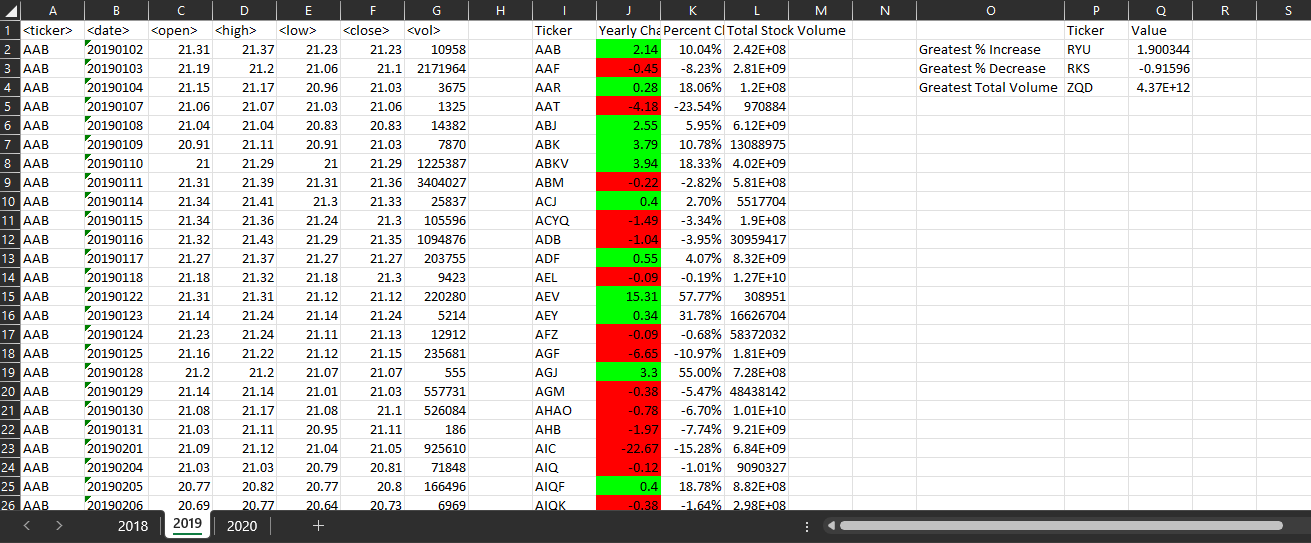 A B C D E F G H I J K L M N O P Q R S
1 <ticker> <date> <open> <high> <low> <close> <vol> Ticker Yearly Cha Percent Cl Total Stock Volume Ticker Value
2 AAB 20190102 21.31 21.37 21.23 21.23 10958 AAB 2.14 10.04% 2.42E+08 Greatest % Increase RYU 1.900344
3 AAB 20190103 21.19 21.2 21.06 21.1 2171964 AAF -0.45 -8.23% 2.81E+09 Greatest % Decrease RKS -0.91596
4 AAB 20190104 21.15 21.17 20.96 21.03 3675 AAR 0.28 18.06% 1.2E+08 Greatest Total Volume ZQD 4.37E+12
5 AAB 20190107 21.06 21.07 21.03 21.06 1325 AAT -4.18 -23.54% 970884
6 AAB 20190108 21.04 21.04 20.83 20.83 14382 ABJ 2.55 5.95% 6.12E+09
7 AAB 20190109 20.91 21.11 20.91 21.03 7870 ABK 3.79 10.78% 13088975
8 AAB 20190110 21 21.29 21 21.29 1225387 ABKV 3.94 18.33% 4.02E+09
9 AAB 20190111 21.31 21.39 21.31 21.36 3404027 ABM -0.22 -2.82% 5.81E+08
10 AAB 20190114 21.34 21.41 21.3 21.33 25837 ACJ 0.4 2.70% 5517704
11 AAB 20190115 21.34 21.36 21.24 21.3 105596 ACYQ -1.49 -3.34% 1.9E+08
12 AAB 20190116 21.32 21.43 21.29 21.35 1094876 ADB -1.04 -3.95% 30959417
13 AAB 20190117 21.27 21.37 21.27 21.27 203755 ADF 0.55 4.07% 8.32E+09
14 AAB 20190118 21.18 21.32 21.18 21.3 9423 AEL -0.09 -0.19% 1.27E+10
15 AAB 20190122 21.31 21.31 21.12 21.12 220280 AEV 15.31 57.77% 308951
16 AAB 20190123 21.14 21.24 21.14 21.24 5214 AEY 0.34 31.78% 16626704
17 AAB 20190124 21.23 21.24 21.11 21.13 12912 AFZ -0.09 -0.68% 58372032
18 AAB 20190125 21.16 21.22 21.12 21.15 235681 AGF -6.65 -10.97% 1.81E+09
19 AAB 20190128 21.2 21.2 21.07 21.07 555 AGJ 3.3 55.00% 7.28E+08
20 AAB 20190129 21.14 21.14 21.01 21.03 557731 AGM -0.38 -5.47% 48438142
21 AAB 20190130 21.08 21.17 21.08 21.1 526084 AHAO -0.78 -6.70% 1.01E+10
22 AAB 20190131 21.03 21.11 20.95 21.11 186 AHB -1.97 -7.74% 9.21E+09
23 AAB 20190201 21.09 21.12 21.04 21.05 925610 AIC -22.67 -15.28% 6.84E+09
24 AAB 20190204 21.03 21.03 20.79 20.81 71848 AIQ -0.12 -1.01% 9090327
25 AAB 20190205 20.77 20.82 20.77 20.8 166496 AIQF 0.4 18.78% 8.82E+08
26 AAB 20190206 20.69 20.77 20.64 20.73 6969 AIQK -0.38 -1.64% 2.98E+08
2018 2019 2020